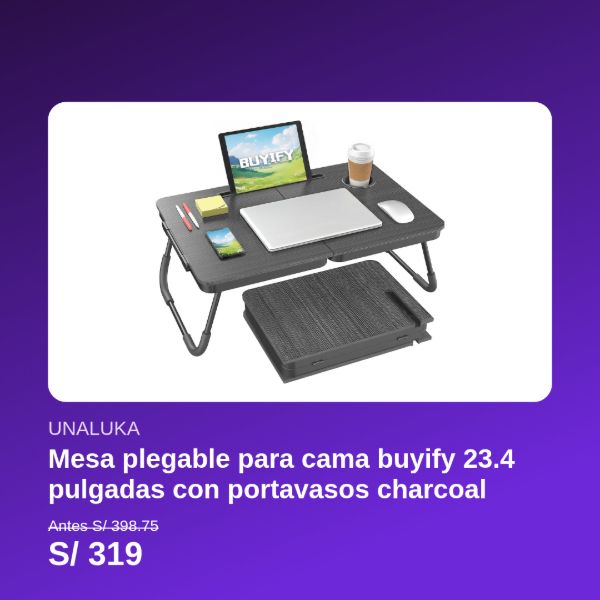 BUYIFY
UNALUKA
Mesa plegable para cama buyify 23.4
pulgadas con portavasos charcoal
Antes S/ 398.75
S/ 319